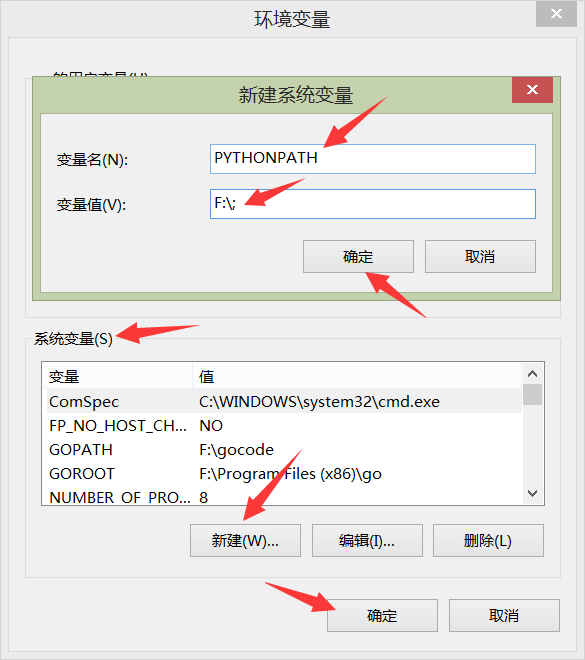 环境变量
的用户变量(U)
新建系统变量
变量名(N):
PYTHONPATH
变量值(V):
F:\;
确定
取消
系统变量(S)
变量 值
ComSpec C:\WINDOWS\system32\cmd.exe
FP_NO_HOST_CH... NO
GOPATH F:\gocode
GOROOT F:\Program Files (x86)\go
NUMBER_OF_PRO... 8
新建(W)...
编辑(I)...
删除(L)
确定
取消